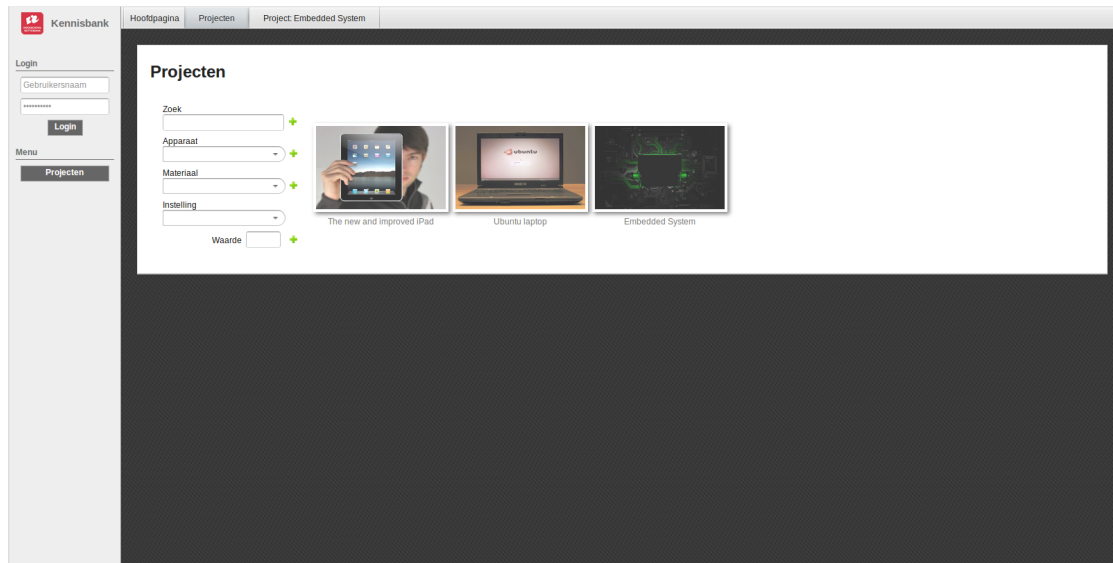 Kennisbank
Hoofdpagina
Projecten
Project: Embedded System
Login
Gebruikersnaam
••••••••••
Login
Menu
Projecten
Projecten
Zoek
Apparaat
Materiaal
Instelling
Waarde
ubuntu
The new and improved iPad
Ubuntu laptop
Embedded System